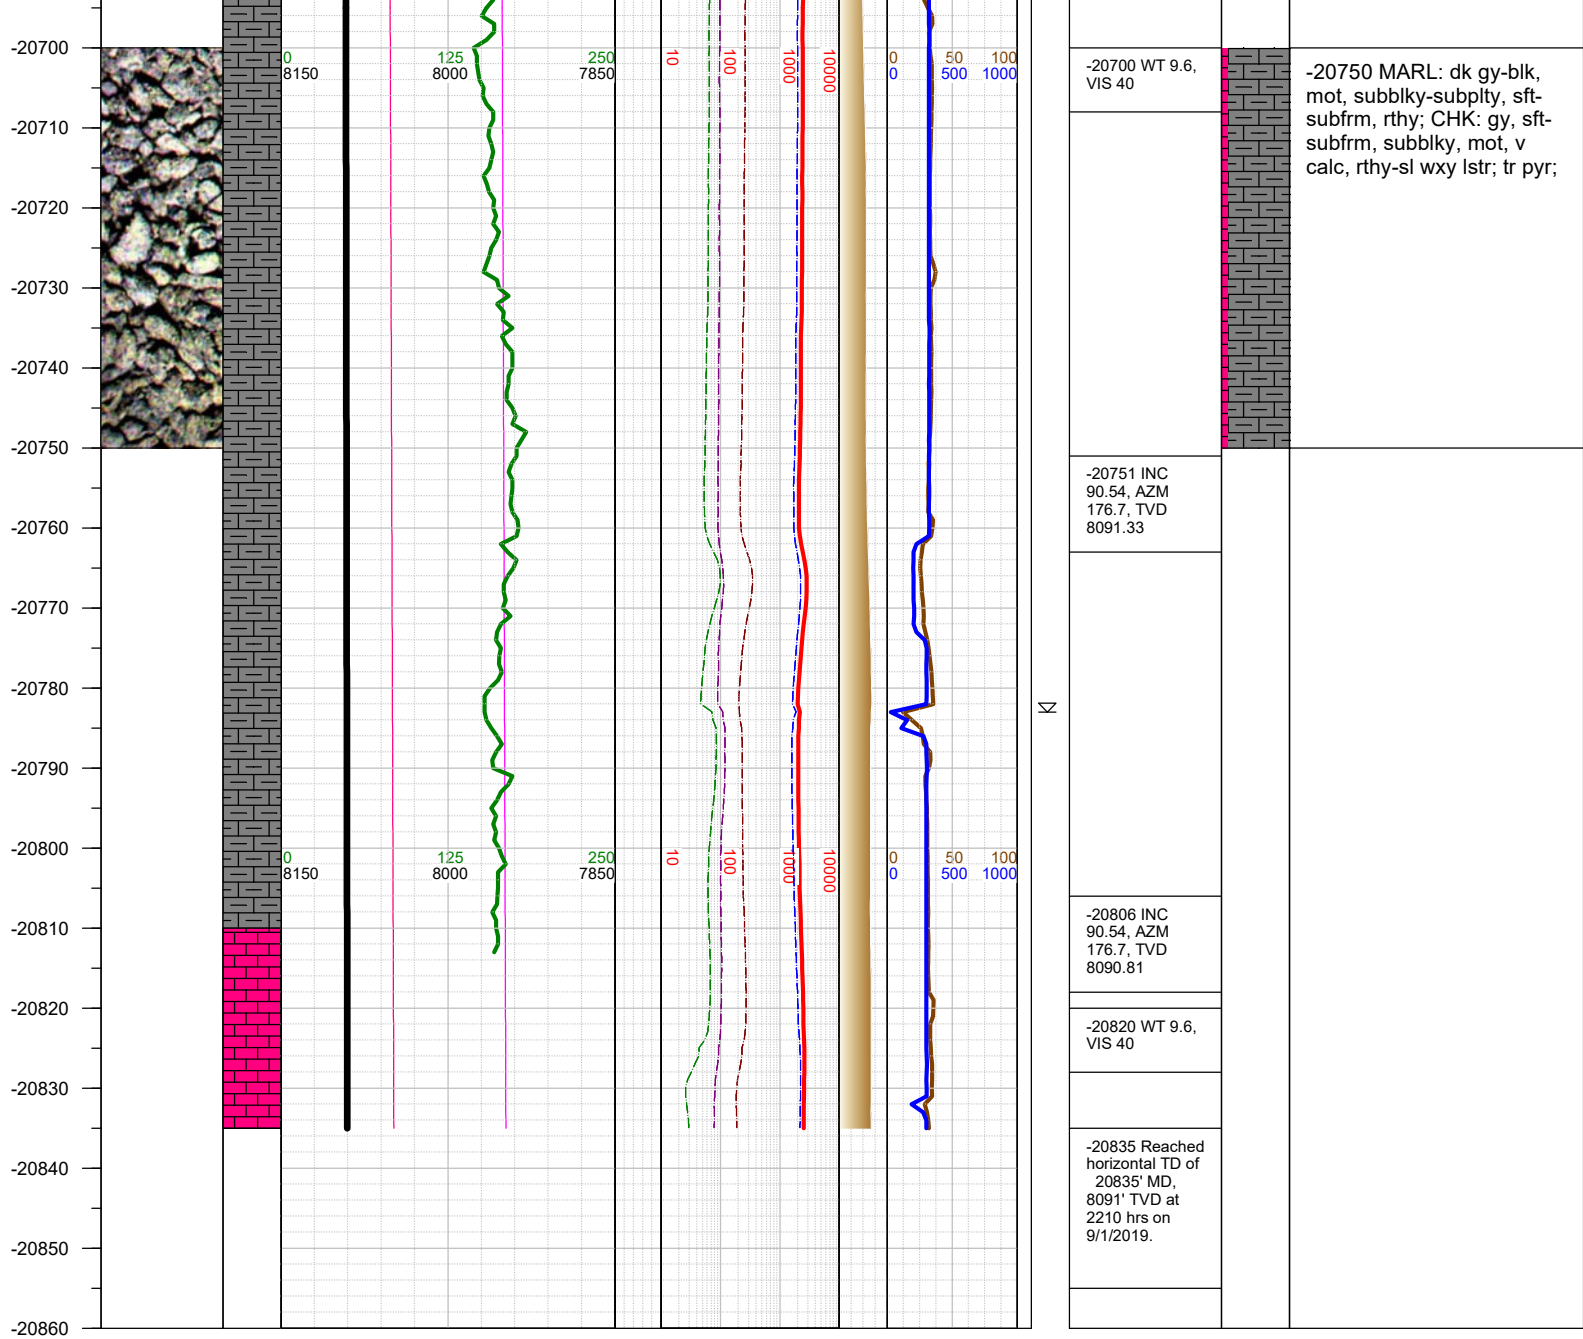 -20700
-20710
-20720
-20730
-20740
-20750
-20760
-20770
-20780
-20790
-20800
-20810
-20820
-20830
-20840
-20850
-20860
0 125 250
8150 8000 7850
10 100 1000 10000
0 50 100
0 500 1000
0 125 250
8150 8000 7850
10 100 1000 10000
0 50 100
0 500 1000
-20700 WT 9.6,
VIS 40
-20751 INC
90.54, AZM
176.7, TVD
8091.33
-20806 INC
90.54, AZM
176.7, TVD
8090.81
-20820 WT 9.6,
VIS 40
-20835 Reached
horizontal TD of
20835' MD,
8091' TVD at
2210 hrs on
9/1/2019.
-20750 MARL: dk gy-blk,
mot, subblky-subplty, sft-
subfrm, rthy; CHK: gy, sft-
subfrm, subblky, mot, v
calc, rthy-sl wxy lstr; tr pyr;